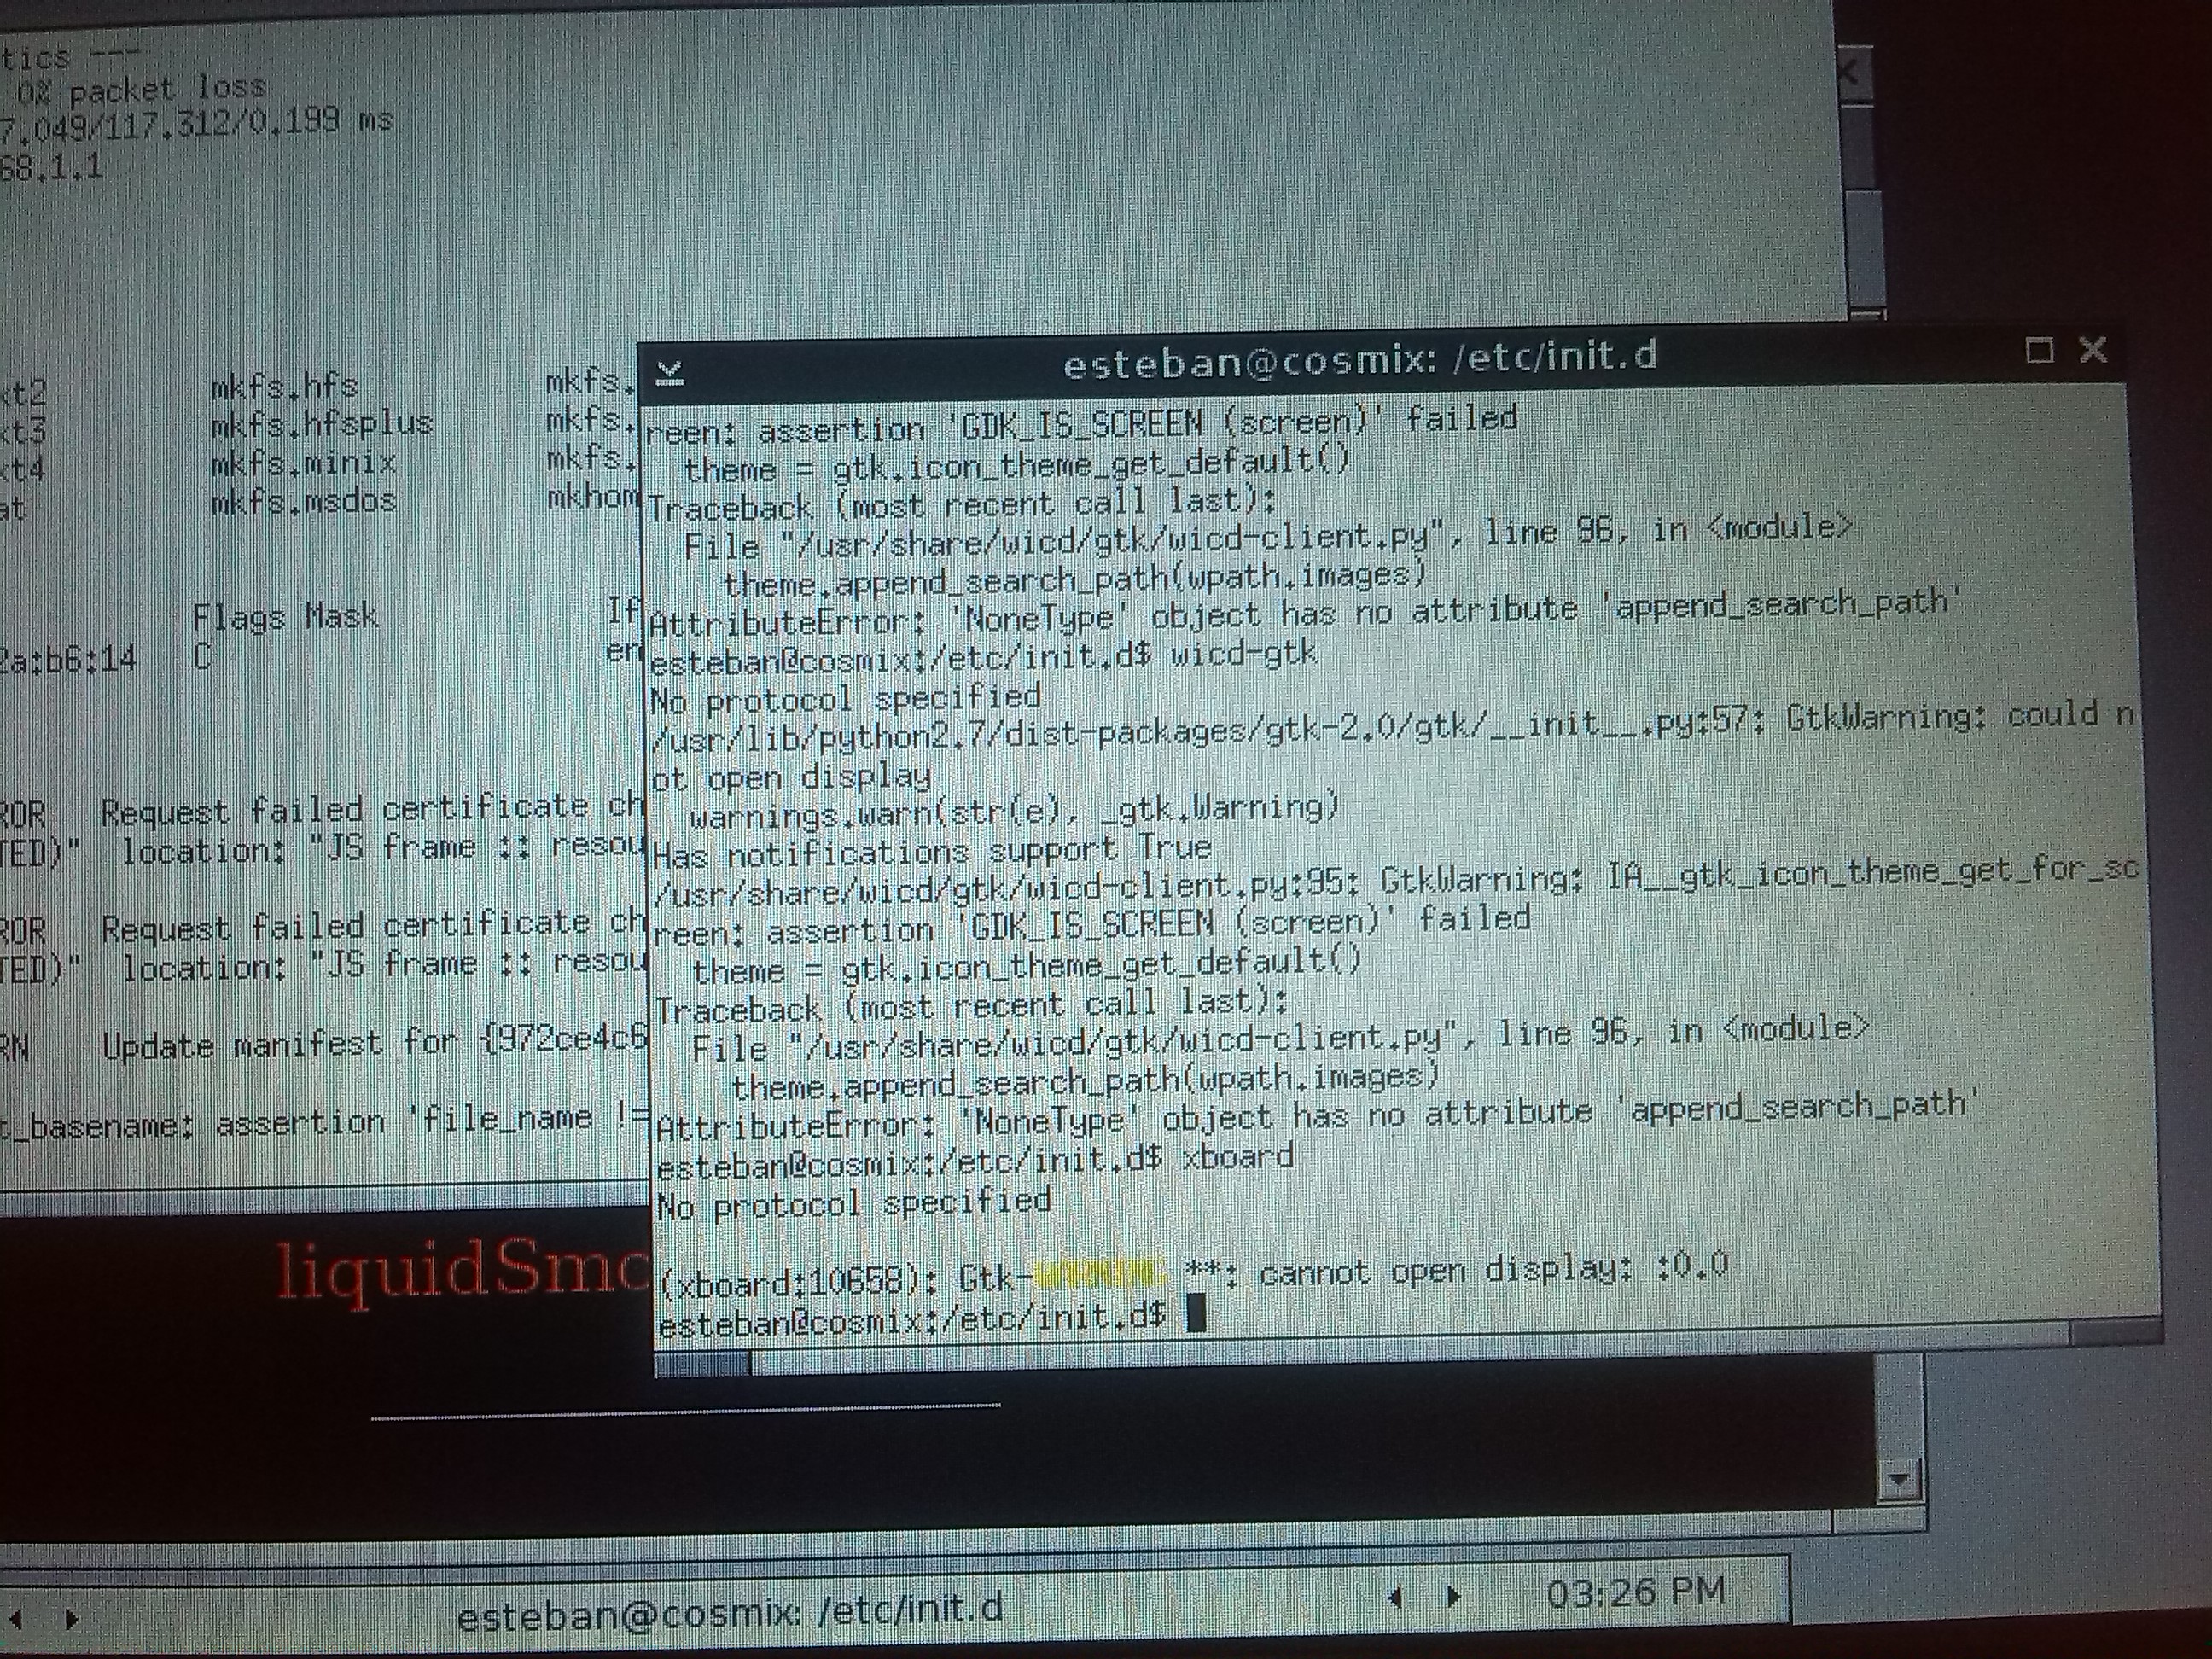 tics ---
0% packet loss
7.049/117.312/0.199 ms
68.1.1
xt2 mkfs.hfs mkfs.
xt3 mkfs.hfsplus mkfs.
xt4 mkfs.minix mkfs.
at mkfs.msdos mkhom
Flags Mask If
a:b6:14 C en
ROR Request failed certificate ch
TED)" location: "JS frame :: resou
ROR Request failed certificate ch
TED)" location: "JS frame :: resou
RN Update manifest for {972ce4c6
t_basename: assertion 'file_name !=
liquidSmo
esteban@cosmix: /etc/init.d
reen: assertion 'GDK_IS_SCREEN (screen)' failed
theme = gtk.icon_theme_get_default()
Traceback (most recent call last):
File "/usr/share/wicd/gtk/wicd-client.py", line 96, in <module>
theme.append_search_path(wpath.images)
AttributeError: 'NoneType' object has no attribute 'append_search_path'
esteban@cosmix:/etc/init.d$ wicd-gtk
No protocol specified
/usr/lib/python2.7/dist-packages/gtk-2.0/gtk/__init__.py:57: GtkWarning: could n
ot open display
warnings.warn(str(e), _gtk.Warning)
Has notifications support True
/usr/share/wicd/gtk/wicd-client.py:95: GtkWarning: IA__gtk_icon_theme_get_for_sc
reen: assertion 'GDK_IS_SCREEN (screen)' failed
theme = gtk.icon_theme_get_default()
Traceback (most recent call last):
File "/usr/share/wicd/gtk/wicd-client.py", line 96, in <module>
theme.append_search_path(wpath.images)
AttributeError: 'NoneType' object has no attribute 'append_search_path'
esteban@cosmix:/etc/init.d$ xboard
No protocol specified
(xboard:10658): Gtk-WARNING **: cannot open display: :0.0
esteban@cosmix:/etc/init.d$
esteban@cosmix: /etc/init.d
03:26 PM